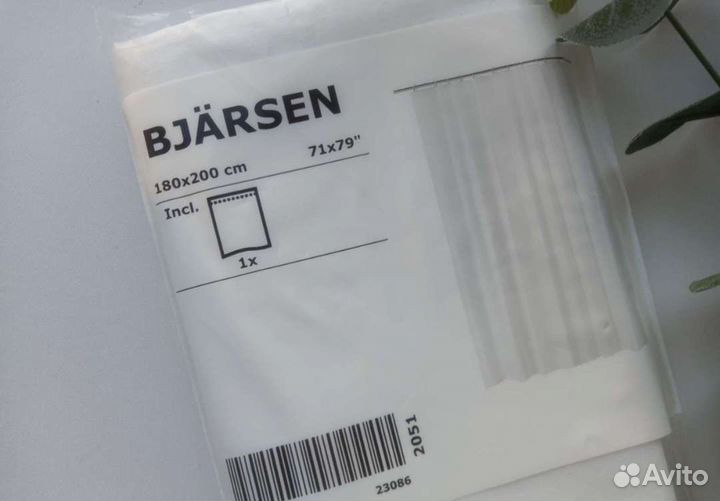 BJÄRSEN
180x200 cm 71x79"
Incl.
1x
2051
23086
Avito